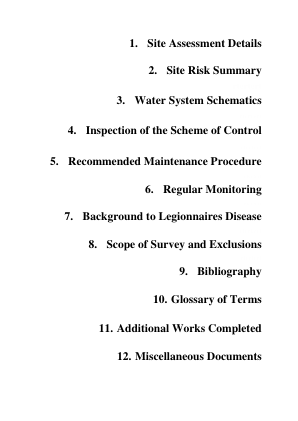 1. Site Assessment Details
2. Site Risk Summary
3. Water System Schematics
4. Inspection of the Scheme of Control
5. Recommended Maintenance Procedure
6. Regular Monitoring
7. Background to Legionnaires Disease
8. Scope of Survey and Exclusions
9. Bibliography
10. Glossary of Terms
11. Additional Works Completed
12. Miscellaneous Documents